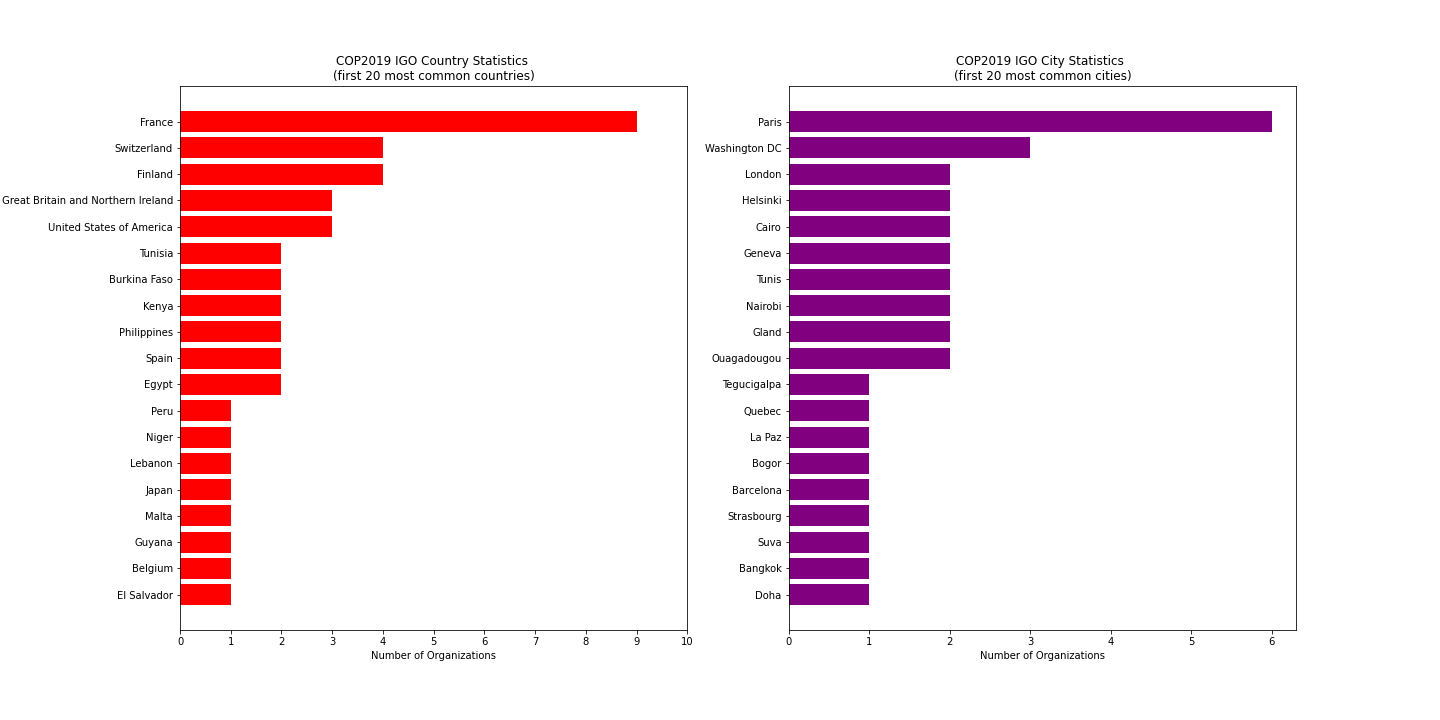 COP2019 IGO Country Statistics
(first 20 most common countries)
France
Switzerland
Finland
Great Britain and Northern Ireland
United States of America
Tunisia
Burkina Faso
Kenya
Philippines
Spain
Egypt
Peru
Niger
Lebanon
Japan
Malta
Guyana
Belgium
El Salvador
0 1 2 3 4 5 6 7 8 9 10
Number of Organizations
COP2019 IGO City Statistics
(first 20 most common cities)
Paris
Washington DC
London
Helsinki
Cairo
Geneva
Tunis
Nairobi
Gland
Ouagadougou
Tegucigalpa
Quebec
La Paz
Bogor
Barcelona
Strasbourg
Suva
Bangkok
Doha
0 1 2 3 4 5 6
Number of Organizations